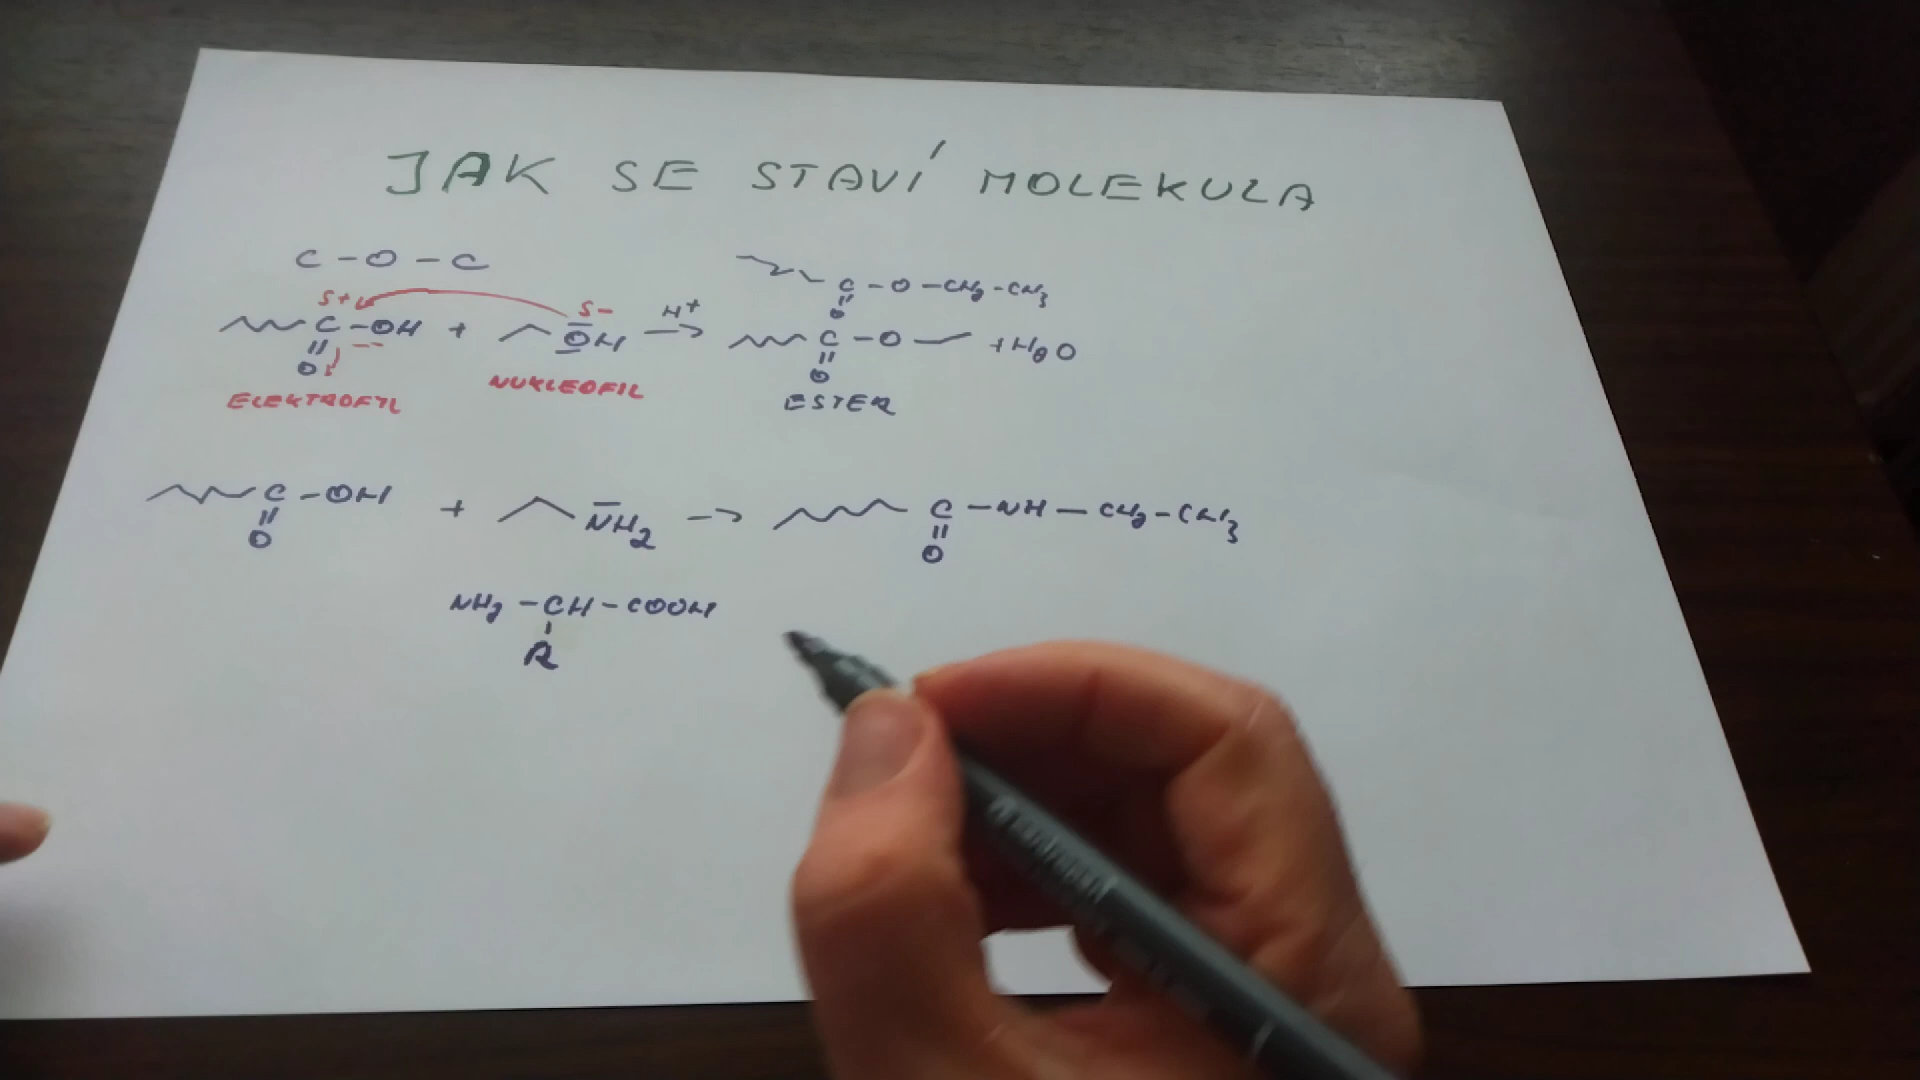 JAK SE STAVÍ MOLEKULA
C - O - C
C - O - CH2 - CH3
O
δ+ δ-
C - OH + OH H+ → C - O + H2O
O O
ELEKTROFIL NUKLEOFIL ESTER
C - OH + NH2 → C - NH - CH2 - CH3
O O
NH2 - CH - COOH
R